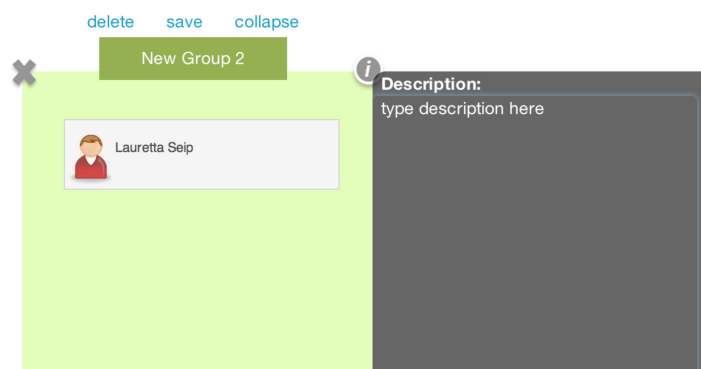 delete save collapse
New Group 2
i
Description:
type description here
Lauretta Seip